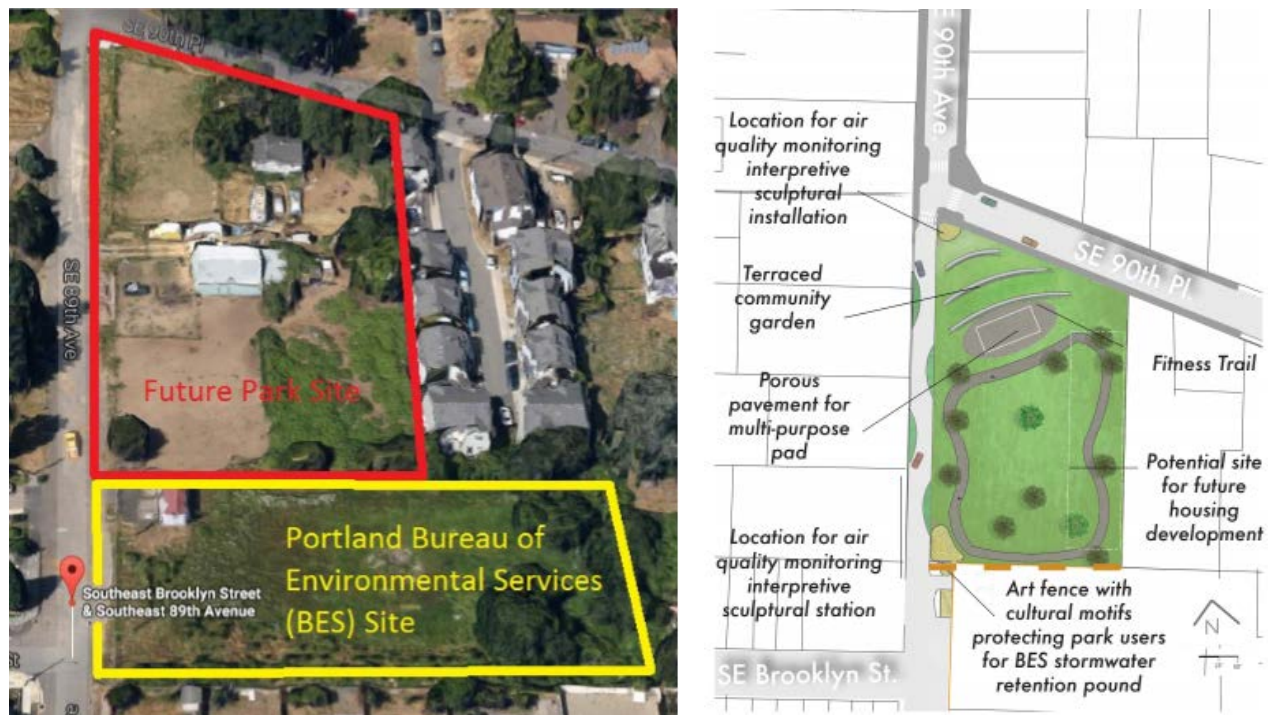 SE 90th Pl
SE 89th Ave
Future Park Site
Portland Bureau of
Environmental Services
(BES) Site
Southeast Brooklyn Street
& Southeast 89th Avenue
st
a
E 90th Ave
Location for air
quality monitoring
interpretive
sculptural
installation
SE 90th Pl.
Terraced
community
garden
Fitness Trail
Porous
pavement for
multi-purpose
pad
Potential site
for future
housing
development
Location for air
quality monitoring
interpretive
sculptural station
Art fence with
cultural motifs
protecting park users
for BES stormwater
retention pound
N
SE Brooklyn St.